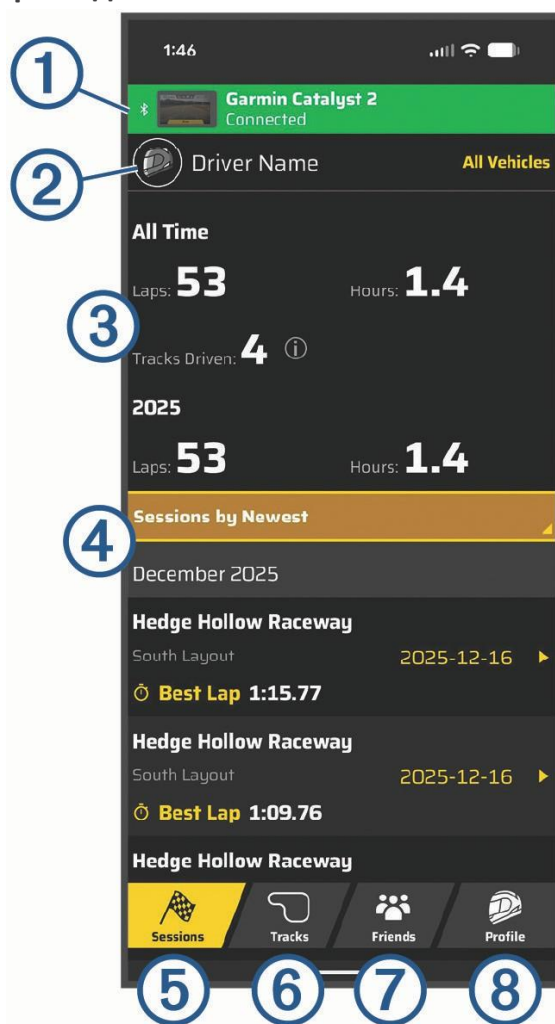 1:46
1
Garmin Catalyst 2
Connected
2
Driver Name
All Vehicles
All Time
Laps: 53
Hours: 1.4
3
Tracks Driven: 4
2025
Laps: 53
Hours: 1.4
4
Sessions by Newest
December 2025
Hedge Hollow Raceway
South Layout
2025-12-16
Best Lap 1:15.77
Hedge Hollow Raceway
South Layout
2025-12-16
Best Lap 1:09.76
Hedge Hollow Raceway
Sessions
Tracks
Friends
Profile
5
6
7
8